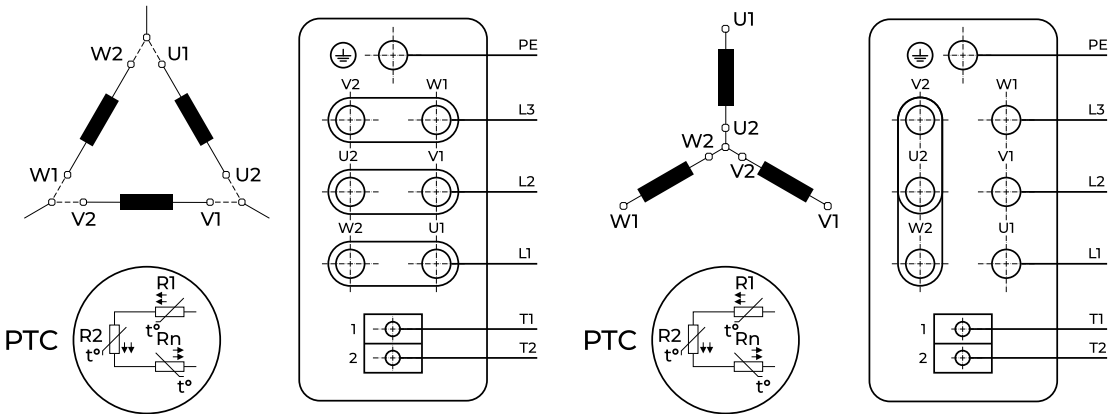 W2 U1
W1 U2
V2 V1
PTC
R1
t°
R2
t°
Rn
t°
PE
V2 W1
L3
U2 V1
L2
W2 U1
L1
1 T1
2 T2
U1
U2
W2
V2
W1 V1
PTC
R1
t°
R2
t°
Rn
t°
PE
V2 W1
L3
U2 V1
L2
W2 U1
L1
1 T1
2 T2